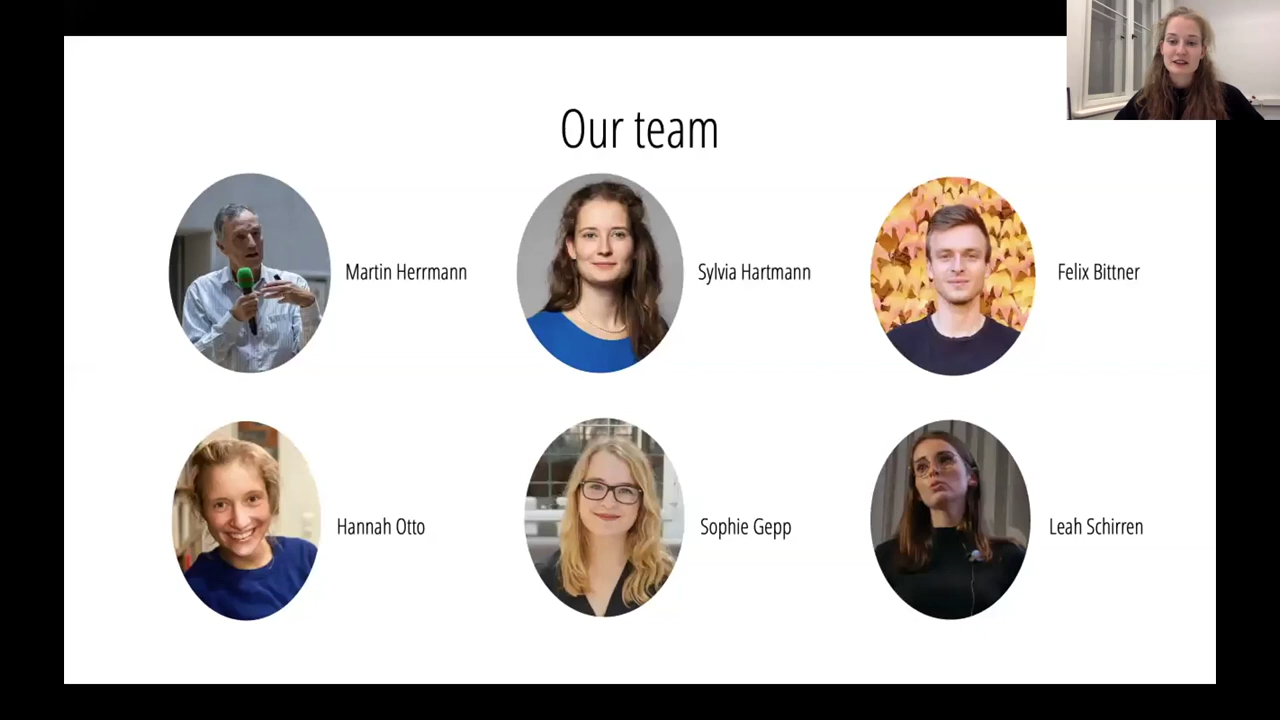 Our team
Martin Herrmann
Sylvia Hartmann
Felix Bittner
Hannah Otto
Sophie Gepp
Leah Schirren